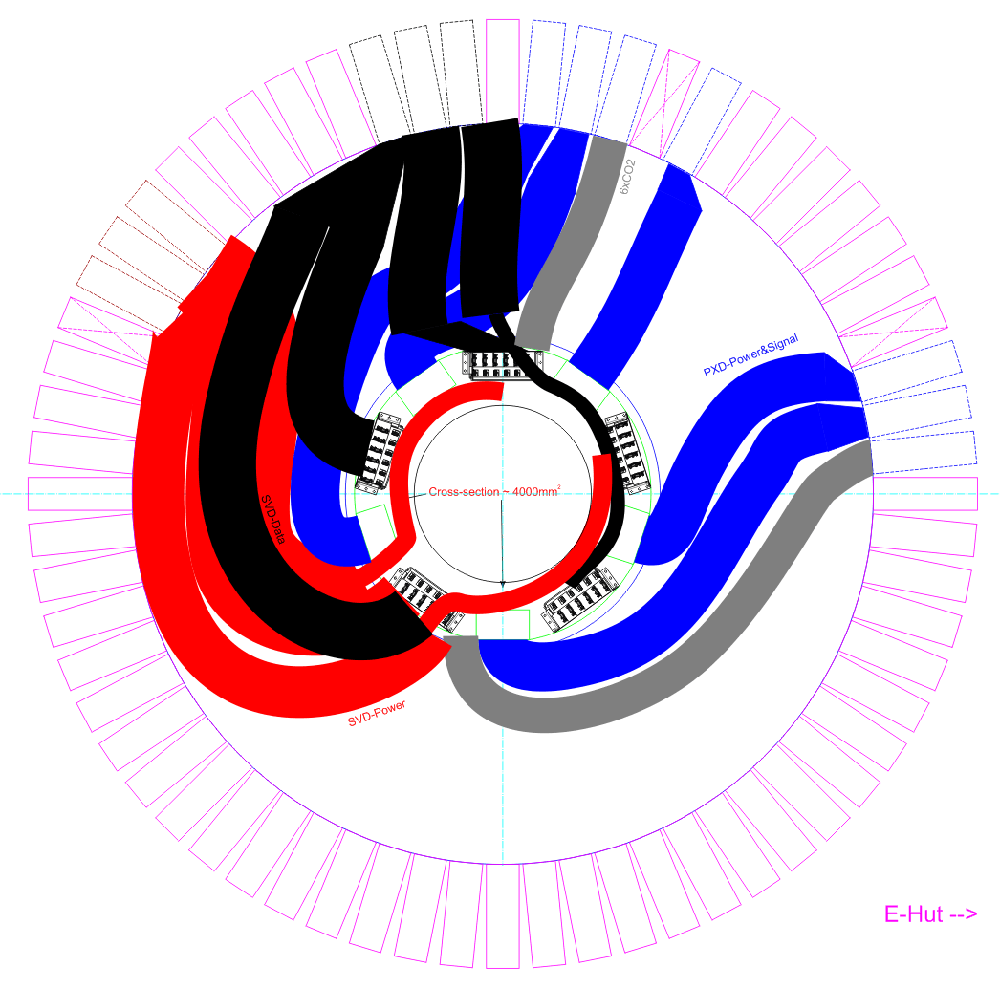 6xCO2
PXD-Power&Signal
Cross-section ~ 4000mm²
SVD-Data
SVD-Power
E-Hut -->